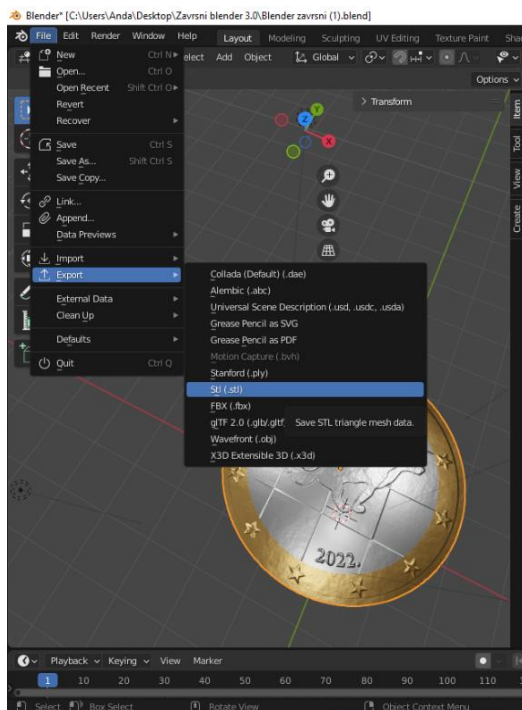 Blender* [C:\Users\Anda\Desktop\Zavrsni blender 3.0\Blender zavrsni (1).blend]
File Edit Render Window Help Layout Modeling Sculpting UV Editing Texture Paint Sha
elect Add Object Global
Options
New Ctrl N
Open... Ctrl O
Open Recent Shift Ctrl O
Revert
Recover
Save Ctrl S
Save As... Shift Ctrl S
Save Copy...
Link...
Append...
Data Previews
Import
Export
External Data
Clean Up
Defaults
Quit Ctrl Q
Transform
Y
Z
X
Item
Tool
View
Create
Collada (Default) (.dae)
Alembic (.abc)
Universal Scene Description (.usd, .usdc, .usda)
Grease Pencil as SVG
Grease Pencil as PDF
Motion Capture (.bvh)
Stanford (.ply)
Stl (.stl)
FBX (.fbx)
glTF 2.0 (.glb/.gltf) Save STL triangle mesh data.
Wavefront (.obj)
X3D Extensible 3D (.x3d)
2022.
Playback Keying View Marker
1 10 20 30 40 50 60 70 80 90 100 110
Select Box Select Rotate View Object Context Menu